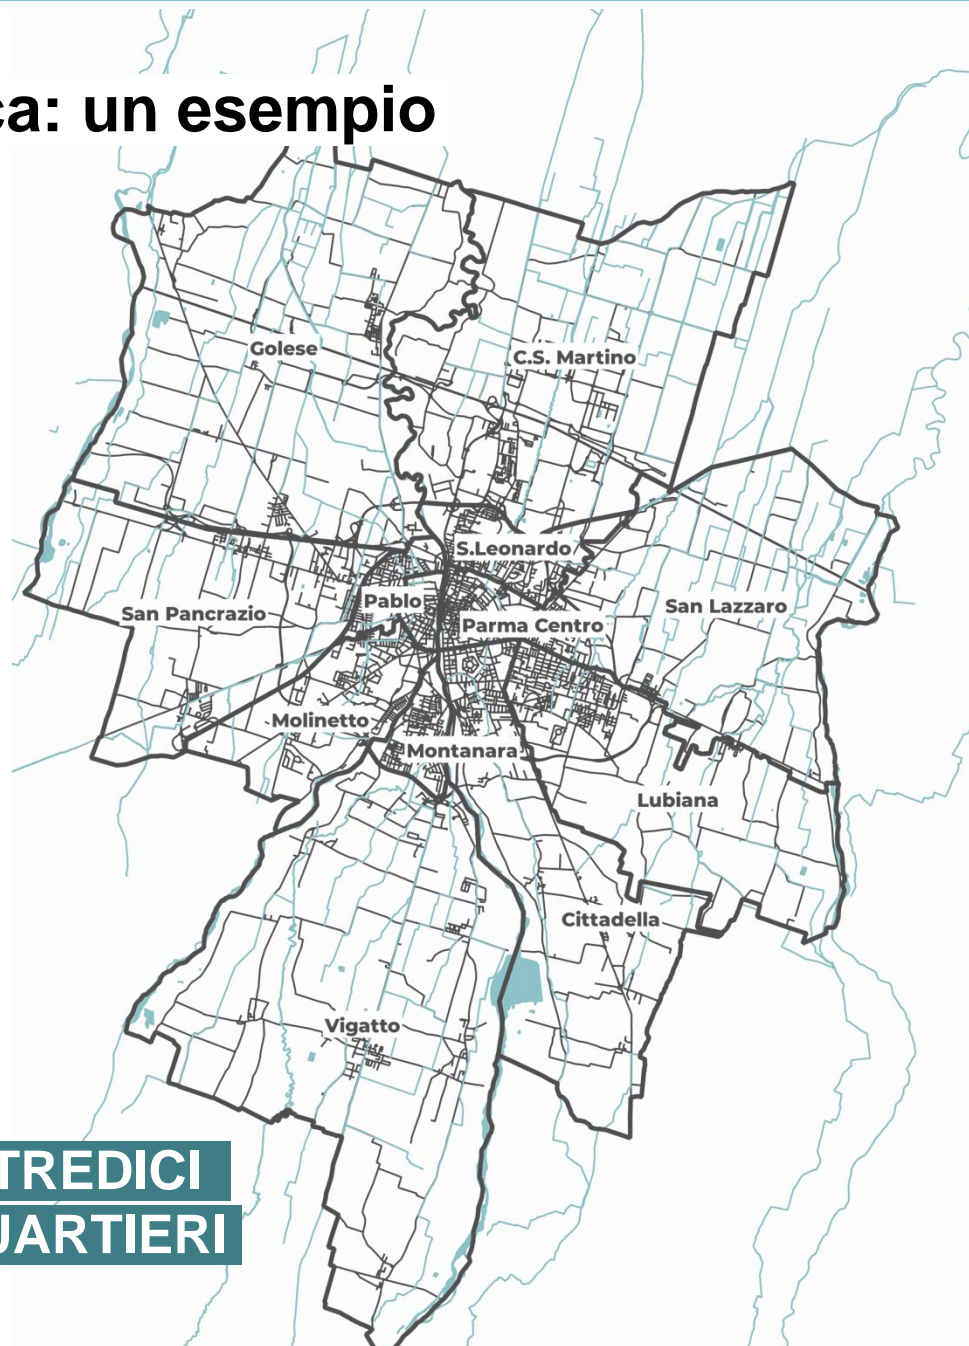 ca: un esempio
Golese
C.S. Martino
S.Leonardo
Pablo
San Lazzaro
San Pancrazio
Parma Centro
Molinetto
Montanara
Lubiana
Cittadella
Vigatto
TREDICI
UARTIERI